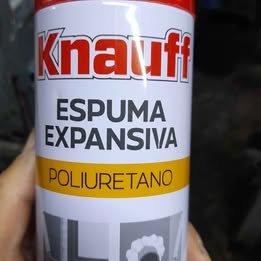 Knauff
ESPUMA
EXPANSIVA
POLIURETANO